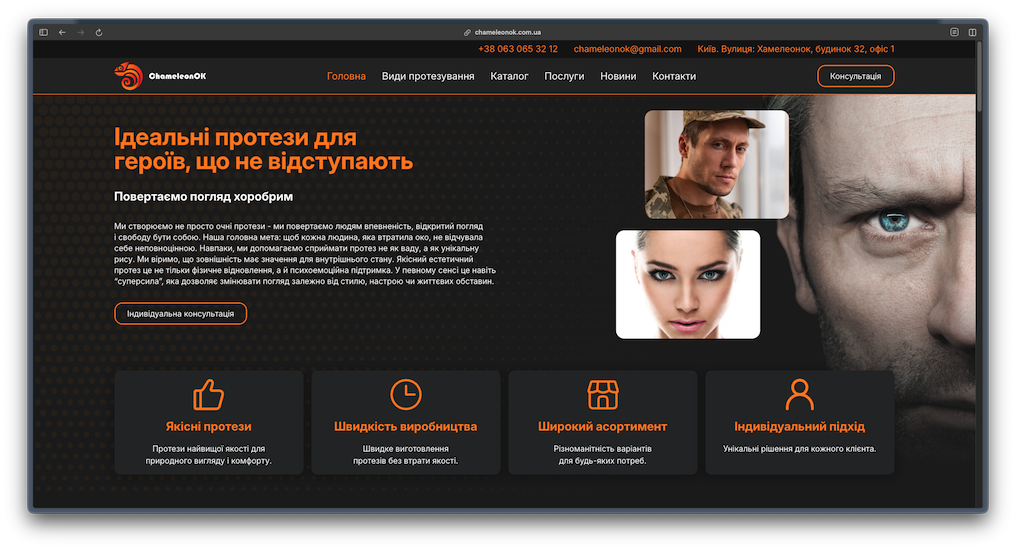 chameleonok.com.ua
+38 063 065 32 12 chameleonok@gmail.com Київ. Вулиця: Хамелеонок, будинок 32, офіс 1
ChameleonOK Головна Види протезування Каталог Послуги Новини Контакти Консультація
Ідеальні протези для
героїв, що не відступають
Повертаємо погляд хоробрим
Ми створюємо не просто очні протези - ми повертаємо людям впевненість, відкритий погляд
і свободу бути собою. Наша головна мета: щоб кожна людина, яка втратила око, не відчувала
себе неповноцінною. Навпаки, ми допомагаємо сприймати протез не як ваду, а як унікальну
рису. Ми віримо, що зовнішність має значення для внутрішнього стану. Якісний естетичний
протез це не тільки фізичне відновлення, а й психоемоційна підтримка. У певному сенсі це навіть
“суперсила”, яка дозволяє змінювати погляд залежно від стилю, настрою чи життєвих обставин.
Індивідуальна консультація
Якісні протези
Протези найвищої якості для
природного вигляду і комфорту.
Швидкість виробництва
Швидке виготовлення
протезів без втрати якості.
Широкий асортимент
Різноманітність варіантів
для будь-яких потреб.
Індивідуальний підхід
Унікальні рішення для кожного клієнта.